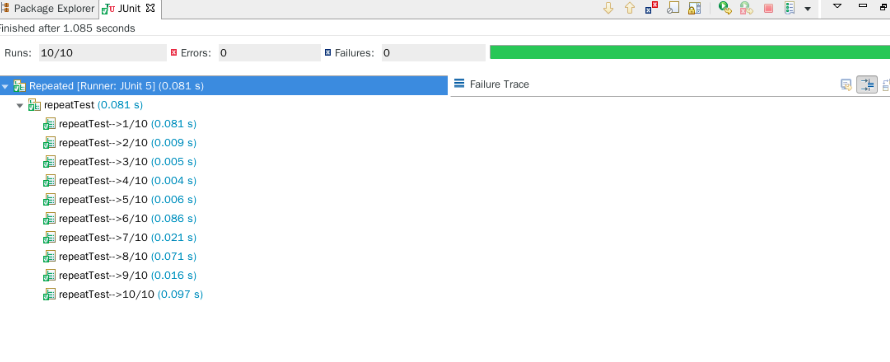 Package Explorer JUnit
Finished after 1.085 seconds
Runs: 10/10 Errors: 0 Failures: 0
Repeated [Runner: JUnit 5] (0.081 s)
Failure Trace
repeatTest (0.081 s)
repeatTest-->1/10 (0.081 s)
repeatTest-->2/10 (0.009 s)
repeatTest-->3/10 (0.005 s)
repeatTest-->4/10 (0.004 s)
repeatTest-->5/10 (0.006 s)
repeatTest-->6/10 (0.086 s)
repeatTest-->7/10 (0.021 s)
repeatTest-->8/10 (0.071 s)
repeatTest-->9/10 (0.016 s)
repeatTest-->10/10 (0.097 s)